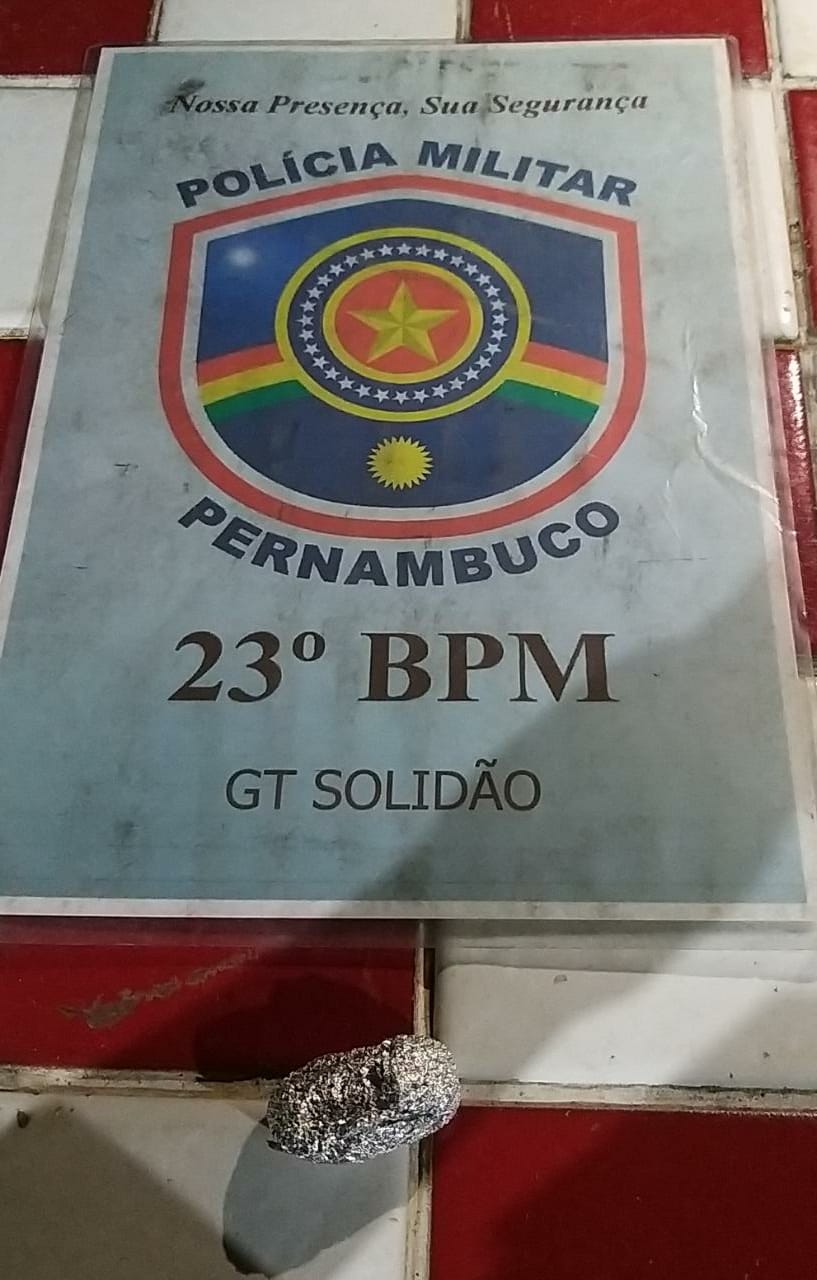 Nossa Presença, Sua Segurança
POLÍCIA MILITAR
PERNAMBUCO
23º BPM
GT SOLIDÃO